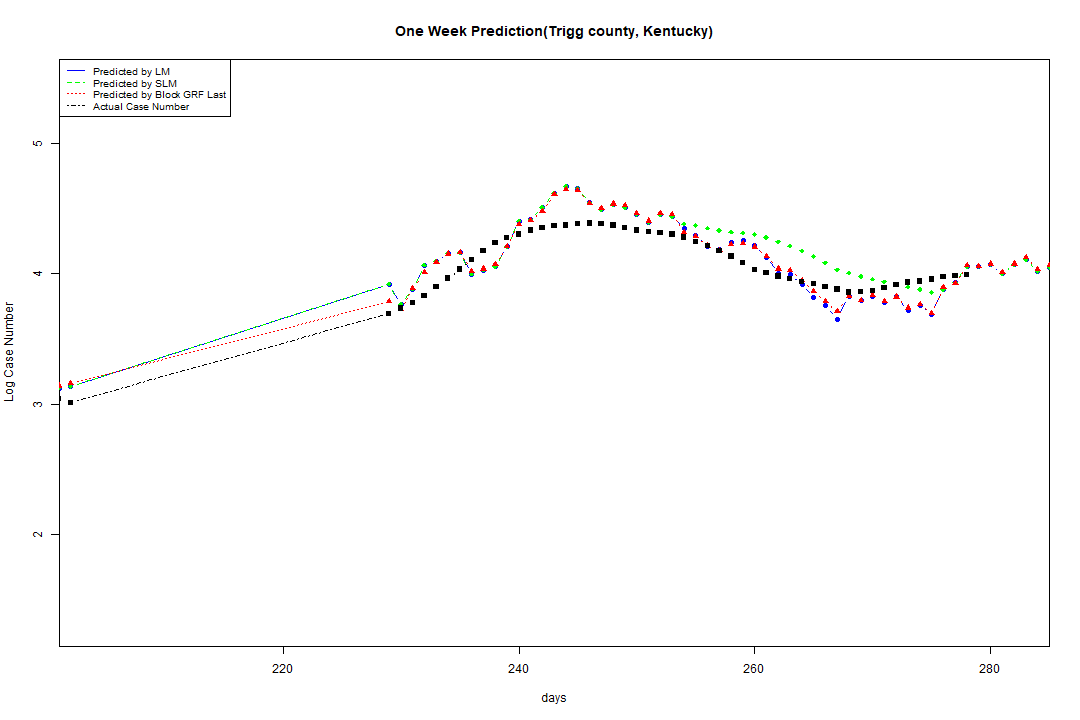 One Week Prediction(Trigg county, Kentucky)
Predicted by LM
Predicted by SLM
Predicted by Block GRF Last
Actual Case Number
5
4
3
2
Log Case Number
220 240 260 280
days